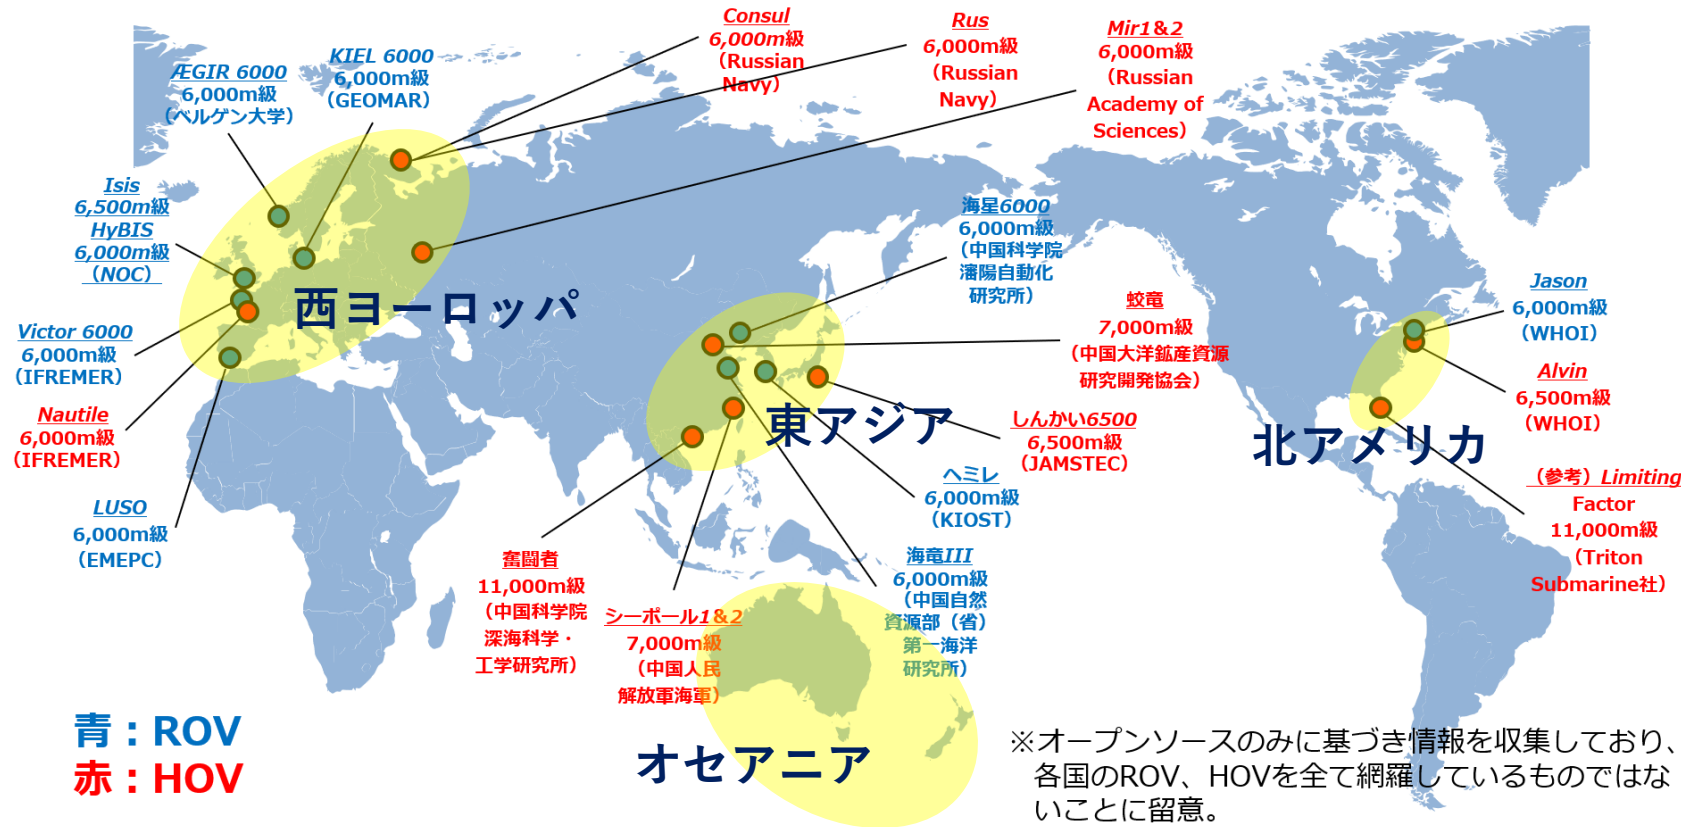 Consul
6,000m級
（Russian
Navy）
Rus
6,000m級
（Russian
Navy）
Mir1&2
6,000m級
（Russian
Academy of
Sciences）
KIEL 6000
6,000m級
（GEOMAR）
ÆGIR 6000
6,000m級
（ベルゲン大学）
Isis
6,500m級
HyBIS
6,000m級
（NOC）
Victor 6000
6,000m級
（IFREMER）
Nautile
6,000m級
（IFREMER）
LUSO
6,000m級
（EMEPC）
西ヨーロッパ
海星6000
6,000m級
（中国科学院
瀋陽自動化
研究所）
蛟竜
7,000m級
（中国大洋鉱産資源
研究開発協会）
しんかい6500
6,500m級
（JAMSTEC）
東アジア
ヘミレ
6,000m級
（KIOST）
海竜III
6,000m級
（中国自然
資源部（省）
第一海洋
研究所）
奮闘者
11,000m級
（中国科学院
深海科学・
工学研究所）
シーポール1&2
7,000m級
（中国人民
解放軍海軍）
Jason
6,000m級
（WHOI）
Alvin
6,500m級
（WHOI）
北アメリカ
（参考）Limiting
Factor
11,000m級
（Triton
Submarine社）
オセアニア
青：ROV
赤：HOV
※オープンソースのみに基づき情報を収集しており、
各国のROV、HOVを全て網羅しているものではな
いことに留意。